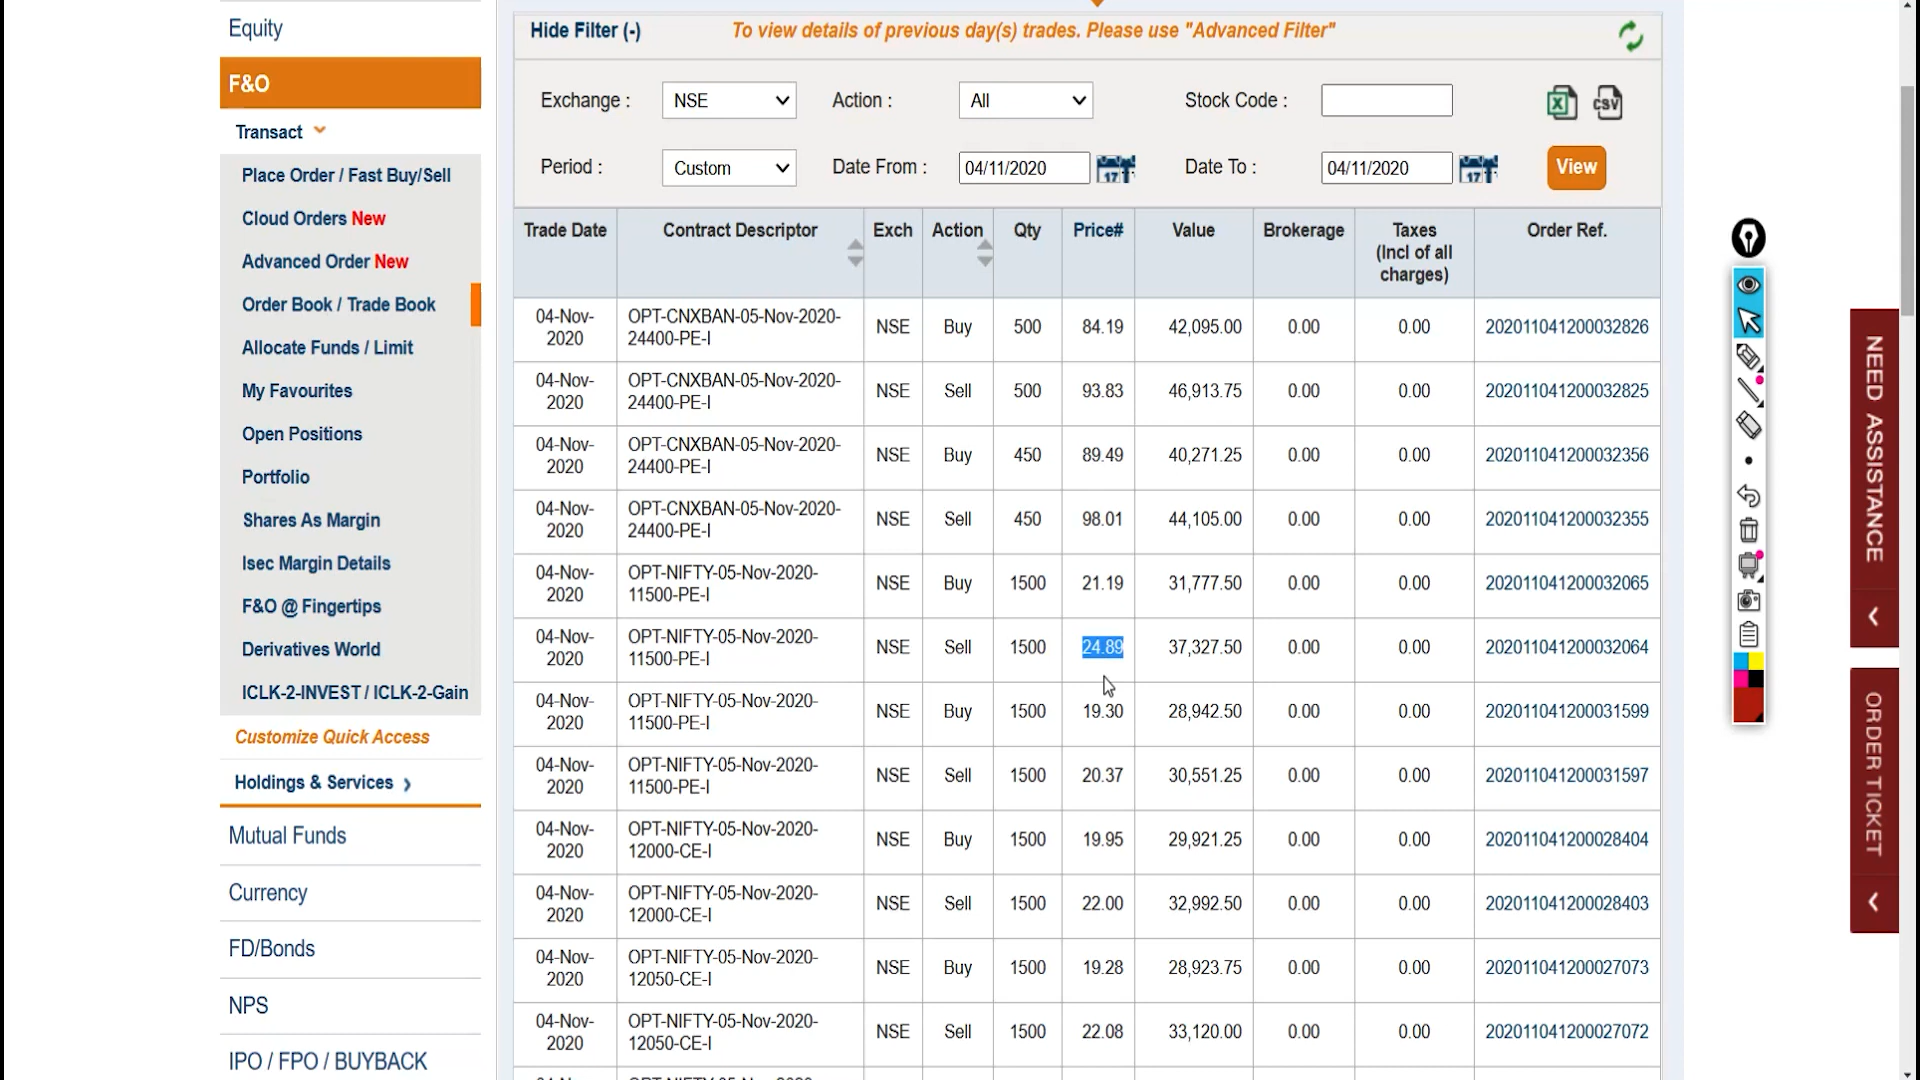 Equity
F&O
Transact
Place Order / Fast Buy/Sell
Cloud Orders New
Advanced Order New
Order Book / Trade Book
Allocate Funds / Limit
My Favourites
Open Positions
Portfolio
Shares As Margin
Isec Margin Details
F&O @ Fingertips
Derivatives World
ICLK-2-INVEST / ICLK-2-Gain
Customize Quick Access
Holdings & Services
Mutual Funds
Currency
FD/Bonds
NPS
IPO / FPO / BUYBACK
Hide Filter (-) To view details of previous day(s) trades. Please use "Advanced Filter"
Exchange : NSE Action : All Stock Code : CSV
Period : Custom Date From : 04/11/2020 17 Date To : 04/11/2020 17 View
Trade Date Contract Descriptor Exch Action Qty Price# Value Brokerage Taxes Order Ref.
(Incl of all
charges)
04-Nov- OPT-CNXBAN-05-Nov-2020-
2020 24400-PE-I NSE Buy 500 84.19 42,095.00 0.00 0.00 202011041200032826
04-Nov- OPT-CNXBAN-05-Nov-2020-
2020 24400-PE-I NSE Sell 500 93.83 46,913.75 0.00 0.00 202011041200032825
04-Nov- OPT-CNXBAN-05-Nov-2020-
2020 24400-PE-I NSE Buy 450 89.49 40,271.25 0.00 0.00 202011041200032356
04-Nov- OPT-CNXBAN-05-Nov-2020-
2020 24400-PE-I NSE Sell 450 98.01 44,105.00 0.00 0.00 202011041200032355
04-Nov- OPT-NIFTY-05-Nov-2020-
2020 11500-PE-I NSE Buy 1500 21.19 31,777.50 0.00 0.00 202011041200032065
04-Nov- OPT-NIFTY-05-Nov-2020-
2020 11500-PE-I NSE Sell 1500 24.89 37,327.50 0.00 0.00 202011041200032064
04-Nov- OPT-NIFTY-05-Nov-2020-
2020 11500-PE-I NSE Buy 1500 19.30 28,942.50 0.00 0.00 202011041200031599
04-Nov- OPT-NIFTY-05-Nov-2020-
2020 11500-PE-I NSE Sell 1500 20.37 30,551.25 0.00 0.00 202011041200031597
04-Nov- OPT-NIFTY-05-Nov-2020-
2020 12000-CE-I NSE Buy 1500 19.95 29,921.25 0.00 0.00 202011041200028404
04-Nov- OPT-NIFTY-05-Nov-2020-
2020 12000-CE-I NSE Sell 1500 22.00 32,992.50 0.00 0.00 202011041200028403
04-Nov- OPT-NIFTY-05-Nov-2020-
2020 12050-CE-I NSE Buy 1500 19.28 28,923.75 0.00 0.00 202011041200027073
04-Nov- OPT-NIFTY-05-Nov-2020-
2020 12050-CE-I NSE Sell 1500 22.08 33,120.00 0.00 0.00 202011041200027072
NEED ASSISTANCE
ORDER TICKET